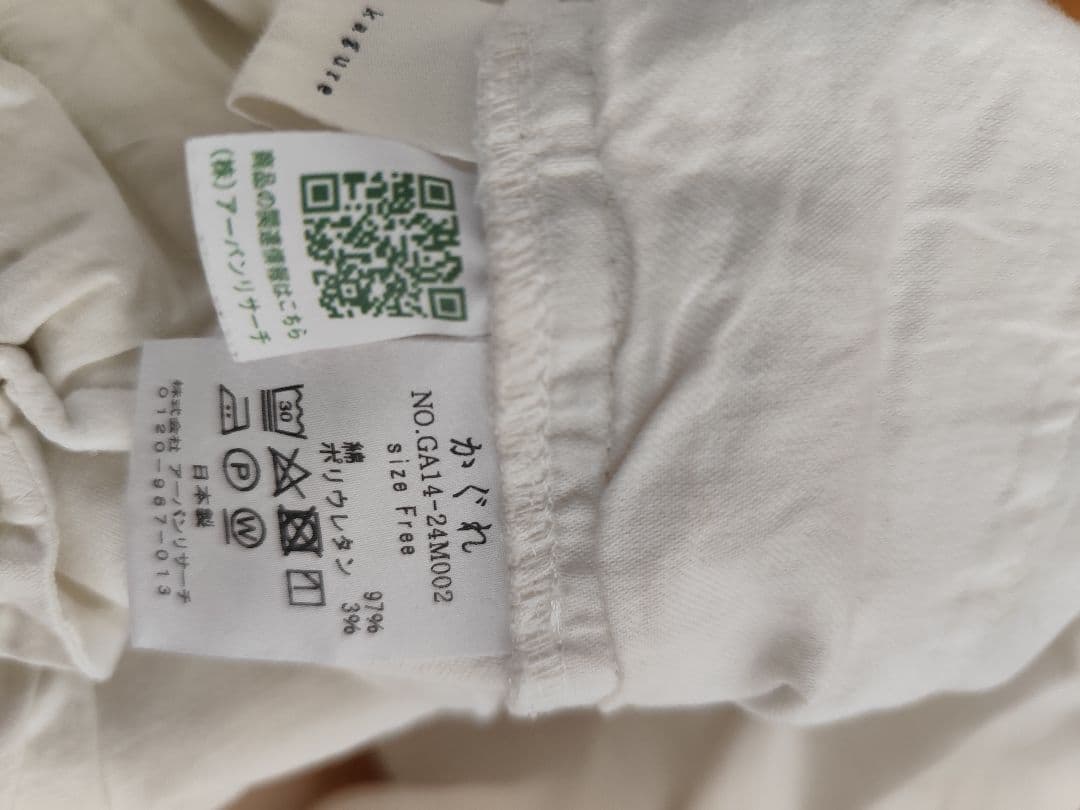 kagure
商品の関連情報はこちら
(株)アーバンリサーチ
かぐれ
NO.GA14-24M002
size Free
綿 97%
ポリウレタン 3%
30
P W
日本製
株式会社 アーバンリサーチ
0120-987-013